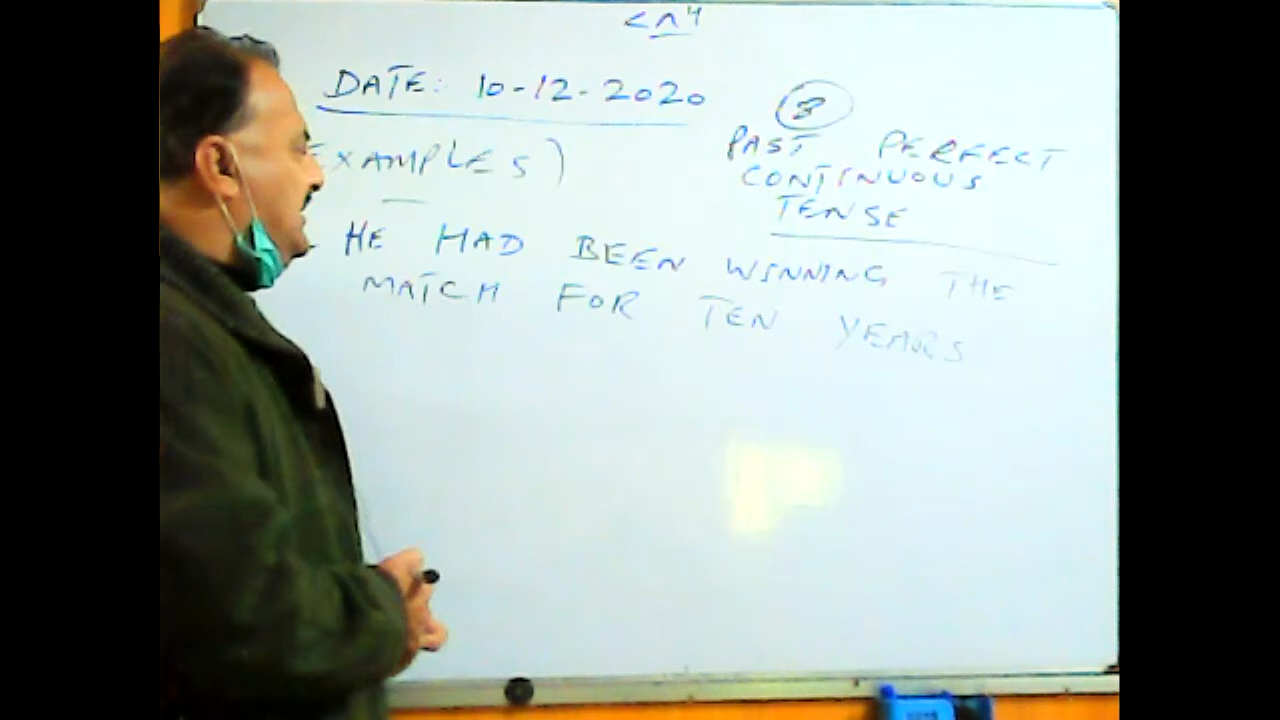 DATE: 10-12-2020
8
PAST PERFECT
CONTINUOUS
TENSE
EXAMPLES)
HE HAD BEEN WINNING THE
MATCH FOR TEN YEARS